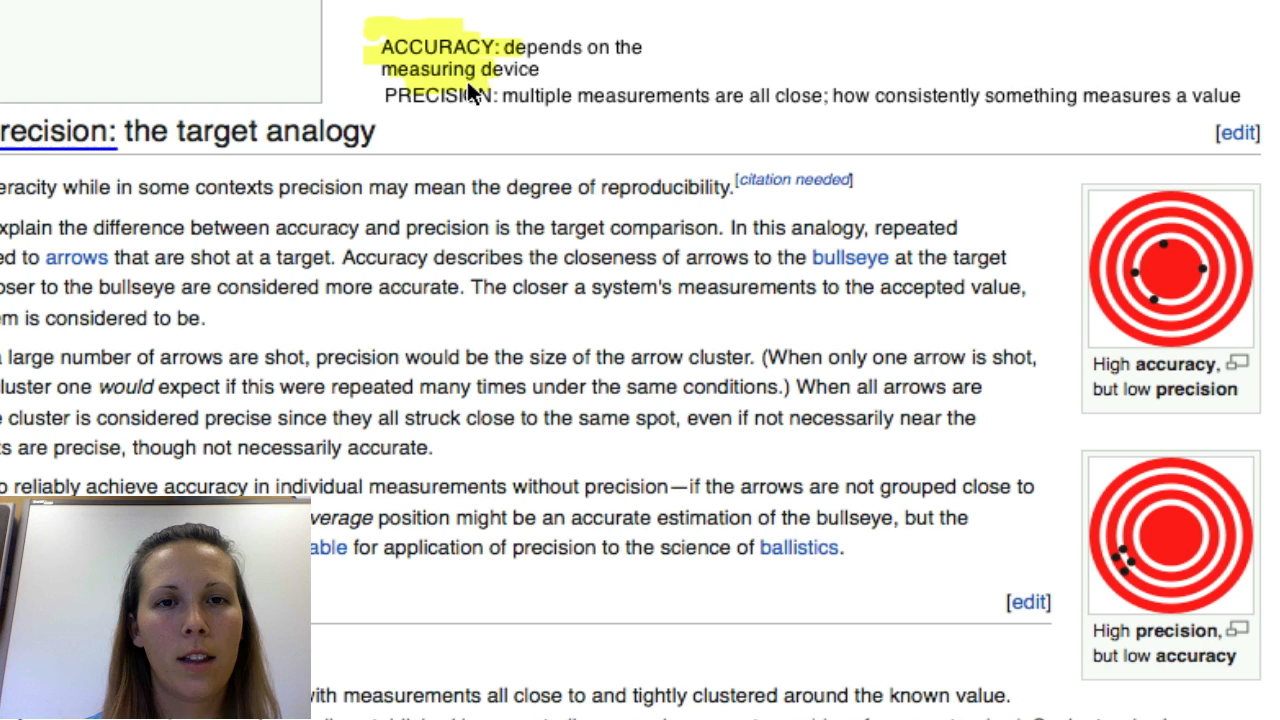 ACCURACY: depends on the
measuring device
PRECISION: multiple measurements are all close; how consistently something measures a value
recision: the target analogy [edit]
eracity while in some contexts precision may mean the degree of reproducibility.[citation needed]
xplain the difference between accuracy and precision is the target comparison. In this analogy, repeated
ed to arrows that are shot at a target. Accuracy describes the closeness of arrows to the bullseye at the target
oser to the bullseye are considered more accurate. The closer a system's measurements to the accepted value,
em is considered to be.
High accuracy,
but low precision
a large number of arrows are shot, precision would be the size of the arrow cluster. (When only one arrow is shot,
cluster one would expect if this were repeated many times under the same conditions.) When all arrows are
e cluster is considered precise since they all struck close to the same spot, even if not necessarily near the
ts are precise, though not necessarily accurate.
o reliably achieve accuracy in individual measurements without precision—if the arrows are not grouped close to
verage position might be an accurate estimation of the bullseye, but the
able for application of precision to the science of ballistics.
[edit]
High precision,
but low accuracy
with measurements all close to and tightly clustered around the known value.